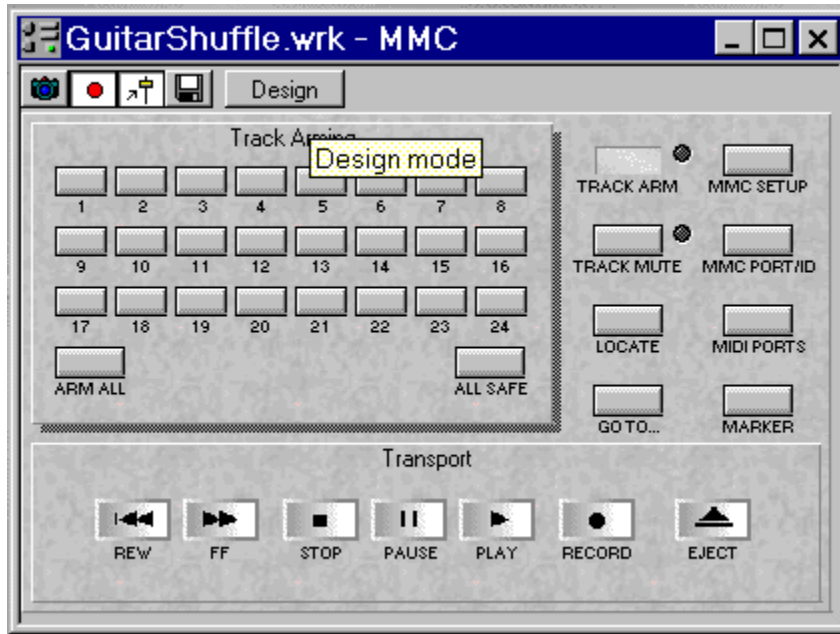 GuitarShuffle.wrk - MMC
Design
Track Arming
Design mode
TRACK ARM MMC SETUP
1 2 3 4 5 6 7 8
TRACK MUTE MMC PORT/ID
9 10 11 12 13 14 15 16
17 18 19 20 21 22 23 24
LOCATE MIDI PORTS
ARM ALL ALL SAFE
GO TO... MARKER
Transport
REW FF STOP PAUSE PLAY RECORD EJECT